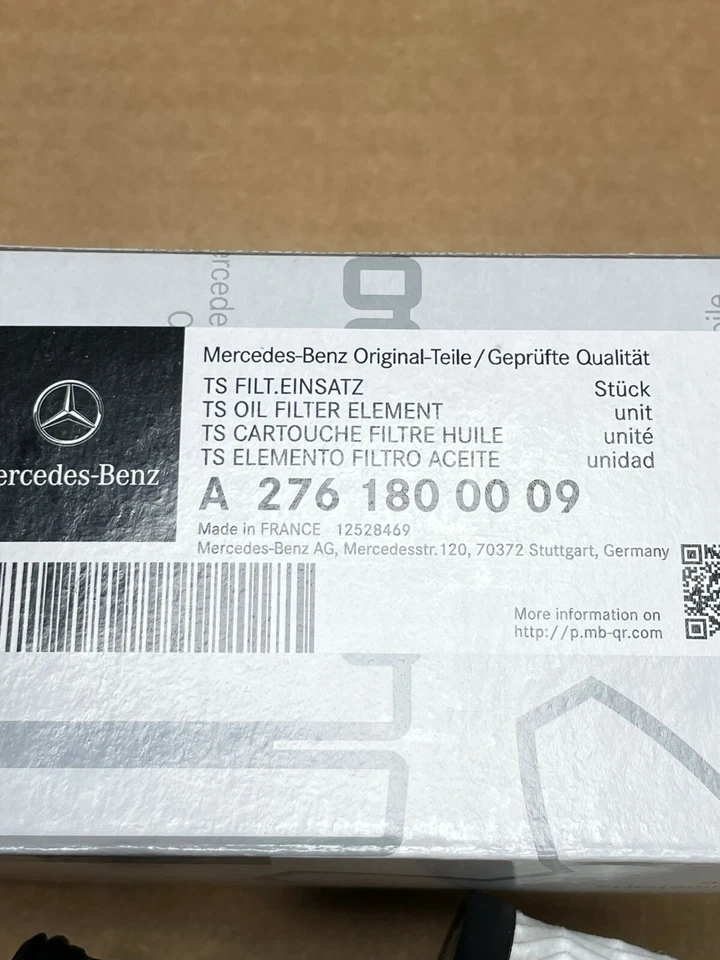 Mercedes-Benz Original-Teile/Geprüfte Qualität
TS FILT.EINSATZ Stück
TS OIL FILTER ELEMENT unit
TS CARTOUCHE FILTRE HUILE unité
TS ELEMENTO FILTRO ACEITE unidad
A 276 180 00 09
Made in FRANCE 12528469
Mercedes-Benz AG, Mercedesstr.120, 70372 Stuttgart, Germany
More information on
http://p.mb-qr.com
ercedes-Benz
ercede